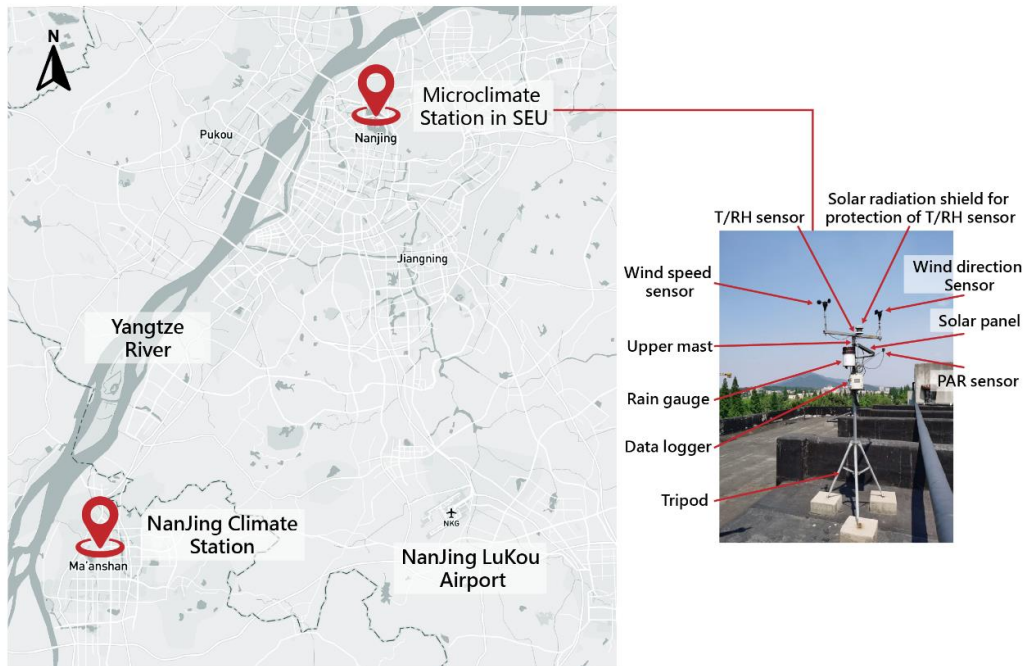 N
Microclimate
Station in SEU
Nanjing
Pukou
Jiangning
Yangtze
River
NanJing Climate
Station
Ma'anshan
NKG
NanJing LuKou
Airport
T/RH sensor
Solar radiation shield for
protection of T/RH sensor
Wind speed
sensor
Wind direction
Sensor
Solar panel
Upper mast
PAR sensor
Rain gauge
Data logger
Tripod